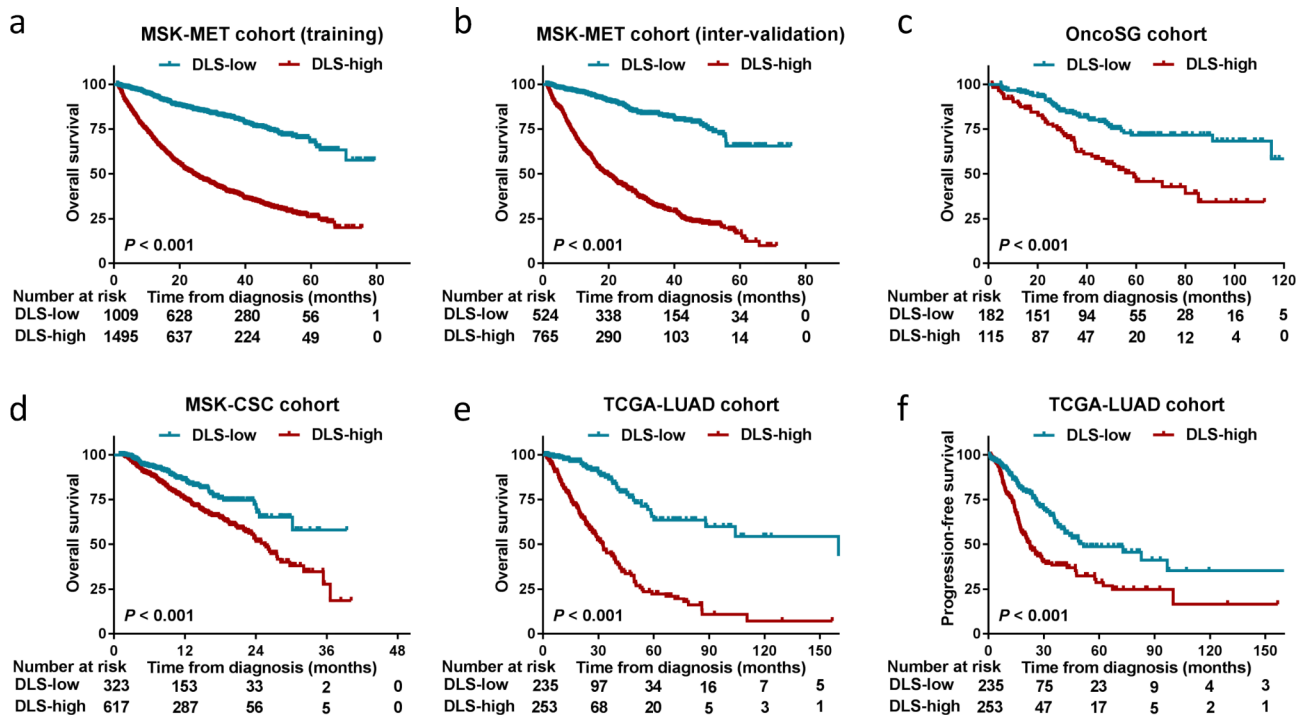 a
MSK-MET cohort (training)
DLS-low DLS-high
Overall survival
100
75
50
25
0
P < 0.001
0 20 40 60 80
Number at risk Time from diagnosis (months)
DLS-low 1009 628 280 56 1
DLS-high 1495 637 224 49 0
b
MSK-MET cohort (inter-validation)
DLS-low DLS-high
Overall survival
100
75
50
25
0
P < 0.001
0 20 40 60 80
Number at risk Time from diagnosis (months)
DLS-low 524 338 154 34 0
DLS-high 765 290 103 14 0
c
OncoSG cohort
DLS-low DLS-high
Overall survival
100
75
50
25
0
P < 0.001
0 20 40 60 80 100 120
Number at risk Time from diagnosis (months)
DLS-low 182 151 94 55 28 16 5
DLS-high 115 87 47 20 12 4 0
d
MSK-CSC cohort
DLS-low DLS-high
Overall survival
100
75
50
25
0
P < 0.001
0 12 24 36 48
Number at risk Time from diagnosis (months)
DLS-low 323 153 33 2 0
DLS-high 617 287 56 5 0
e
TCGA-LUAD cohort
DLS-low DLS-high
Overall survival
100
75
50
25
0
P < 0.001
0 30 60 90 120 150
Number at risk Time from diagnosis (months)
DLS-low 235 97 34 16 7 5
DLS-high 253 68 20 5 3 1
f
TCGA-LUAD cohort
DLS-low DLS-high
Progression-free survival
100
75
50
25
0
P < 0.001
0 30 60 90 120 150
Number at risk Time from diagnosis (months)
DLS-low 235 75 23 9 4 3
DLS-high 253 47 17 5 2 1